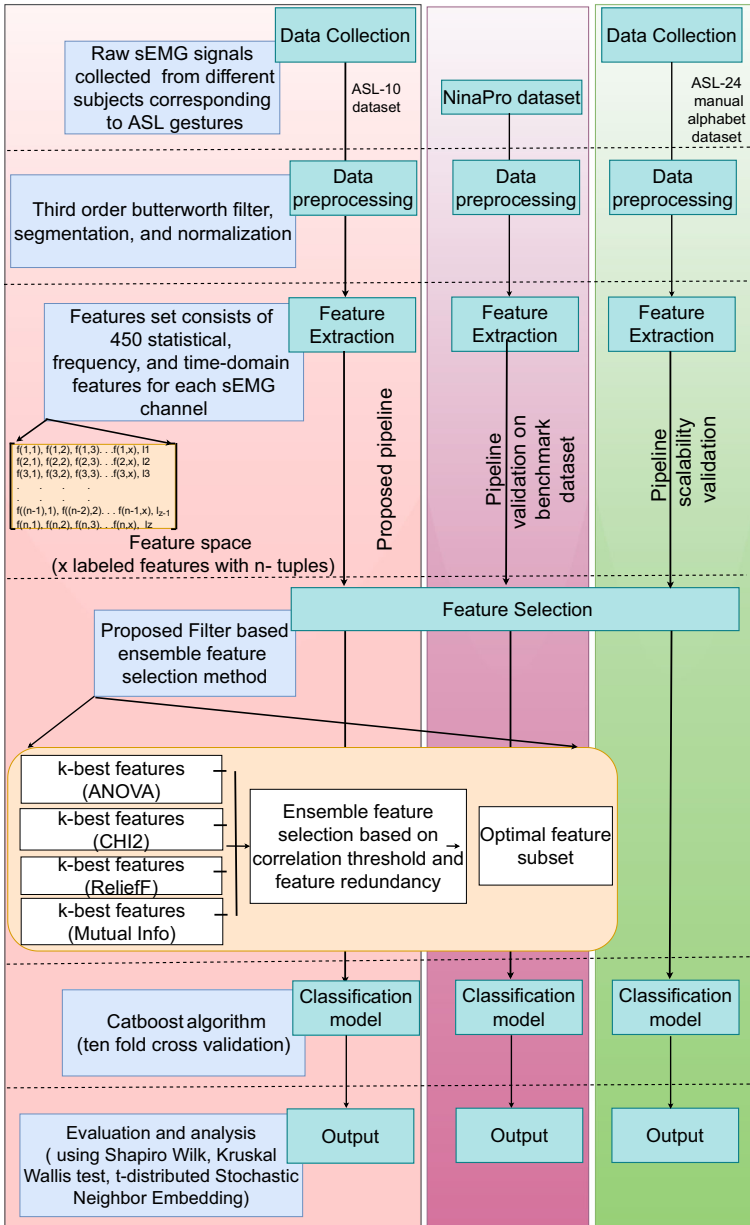 Raw sEMG signals
collected from different
subjects corresponding
to ASL gestures
Data Collection
ASL-10
dataset
NinaPro dataset
Data Collection
ASL-24
manual
alphabet
dataset
Third order butterworth filter,
segmentation, and normalization
Data
preprocessing
Data
preprocessing
Data
preprocessing
Features set consists of
450 statistical,
frequency, and time-domain
features for each sEMG
channel
Feature
Extraction
Feature
Extraction
Feature
Extraction
f(1,1), f(1,2), f(1,3). . .f(1,x), l1
f(2,1), f(2,2), f(2,3). . .f(2,x), l2
f(3,1), f(3,2), f(3,3). . .f(3,x), l3
. . . .
. . . .
f((n-1),1), f((n-2),2). . . f(n-1,x), lz-1
f(n,1), f(n,2), f(n,3). . .f(n,x), lz
Feature space
(x labeled features with n- tuples)
Proposed pipeline
Pipeline
validation on
benchmark
dataset
Pipeline
scalability
validation
Feature Selection
Proposed Filter based
ensemble feature
selection method
k-best features
(ANOVA)
k-best features
(CHI2)
k-best features
(ReliefF)
k-best features
(Mutual Info)
Ensemble feature
selection based on
correlation threshold and
feature redundancy
Optimal feature
subset
Catboost algorithm
(ten fold cross validation)
Classification
model
Classification
model
Classification
model
Evaluation and analysis
( using Shapiro Wilk, Kruskal
Wallis test, t-distributed Stochastic
Neighbor Embedding)
Output
Output
Output